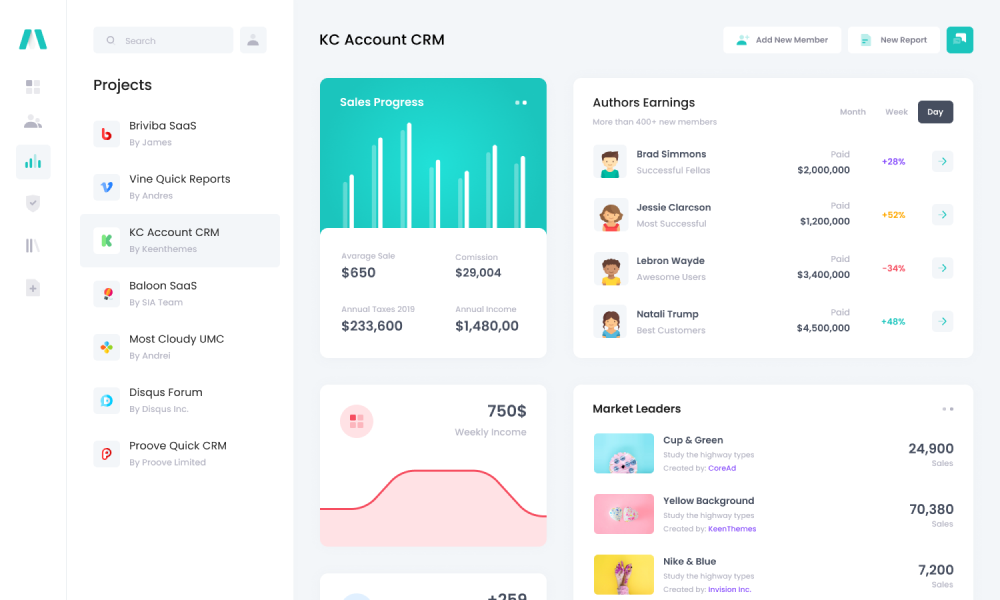 Search
Projects
Briviba SaaS
By James
Vine Quick Reports
By Andres
KC Account CRM
By Keenthemes
Baloon SaaS
By SIA Team
Most Cloudy UMC
By Andrei
Disqus Forum
By Disqus Inc.
Proove Quick CRM
By Proove Limited
KC Account CRM
Add New Member
New Report
Sales Progress
Avarage Sale
$650
Comission
$29,004
Annual Taxes 2019
$233,600
Annual Income
$1,480,00
Authors Earnings
More than 400+ new members
Month
Week
Day
Brad Simmons
Successful Fellas
Paid
$2,000,000
+28%
Jessie Clarcson
Most Successful
Paid
$1,200,000
+52%
Lebron Wayde
Awesome Users
Paid
$3,400,000
-34%
Natali Trump
Best Customers
Paid
$4,500,000
+48%
750$
Weekly Income
Market Leaders
Cup & Green
Study the highway types
Created by: CoreAd
24,900
Sales
Yellow Background
Study the highway types
Created by: KeenThemes
70,380
Sales
Nike & Blue
Study the highway types
Created by: Invision Inc.
7,200
Sales
+259